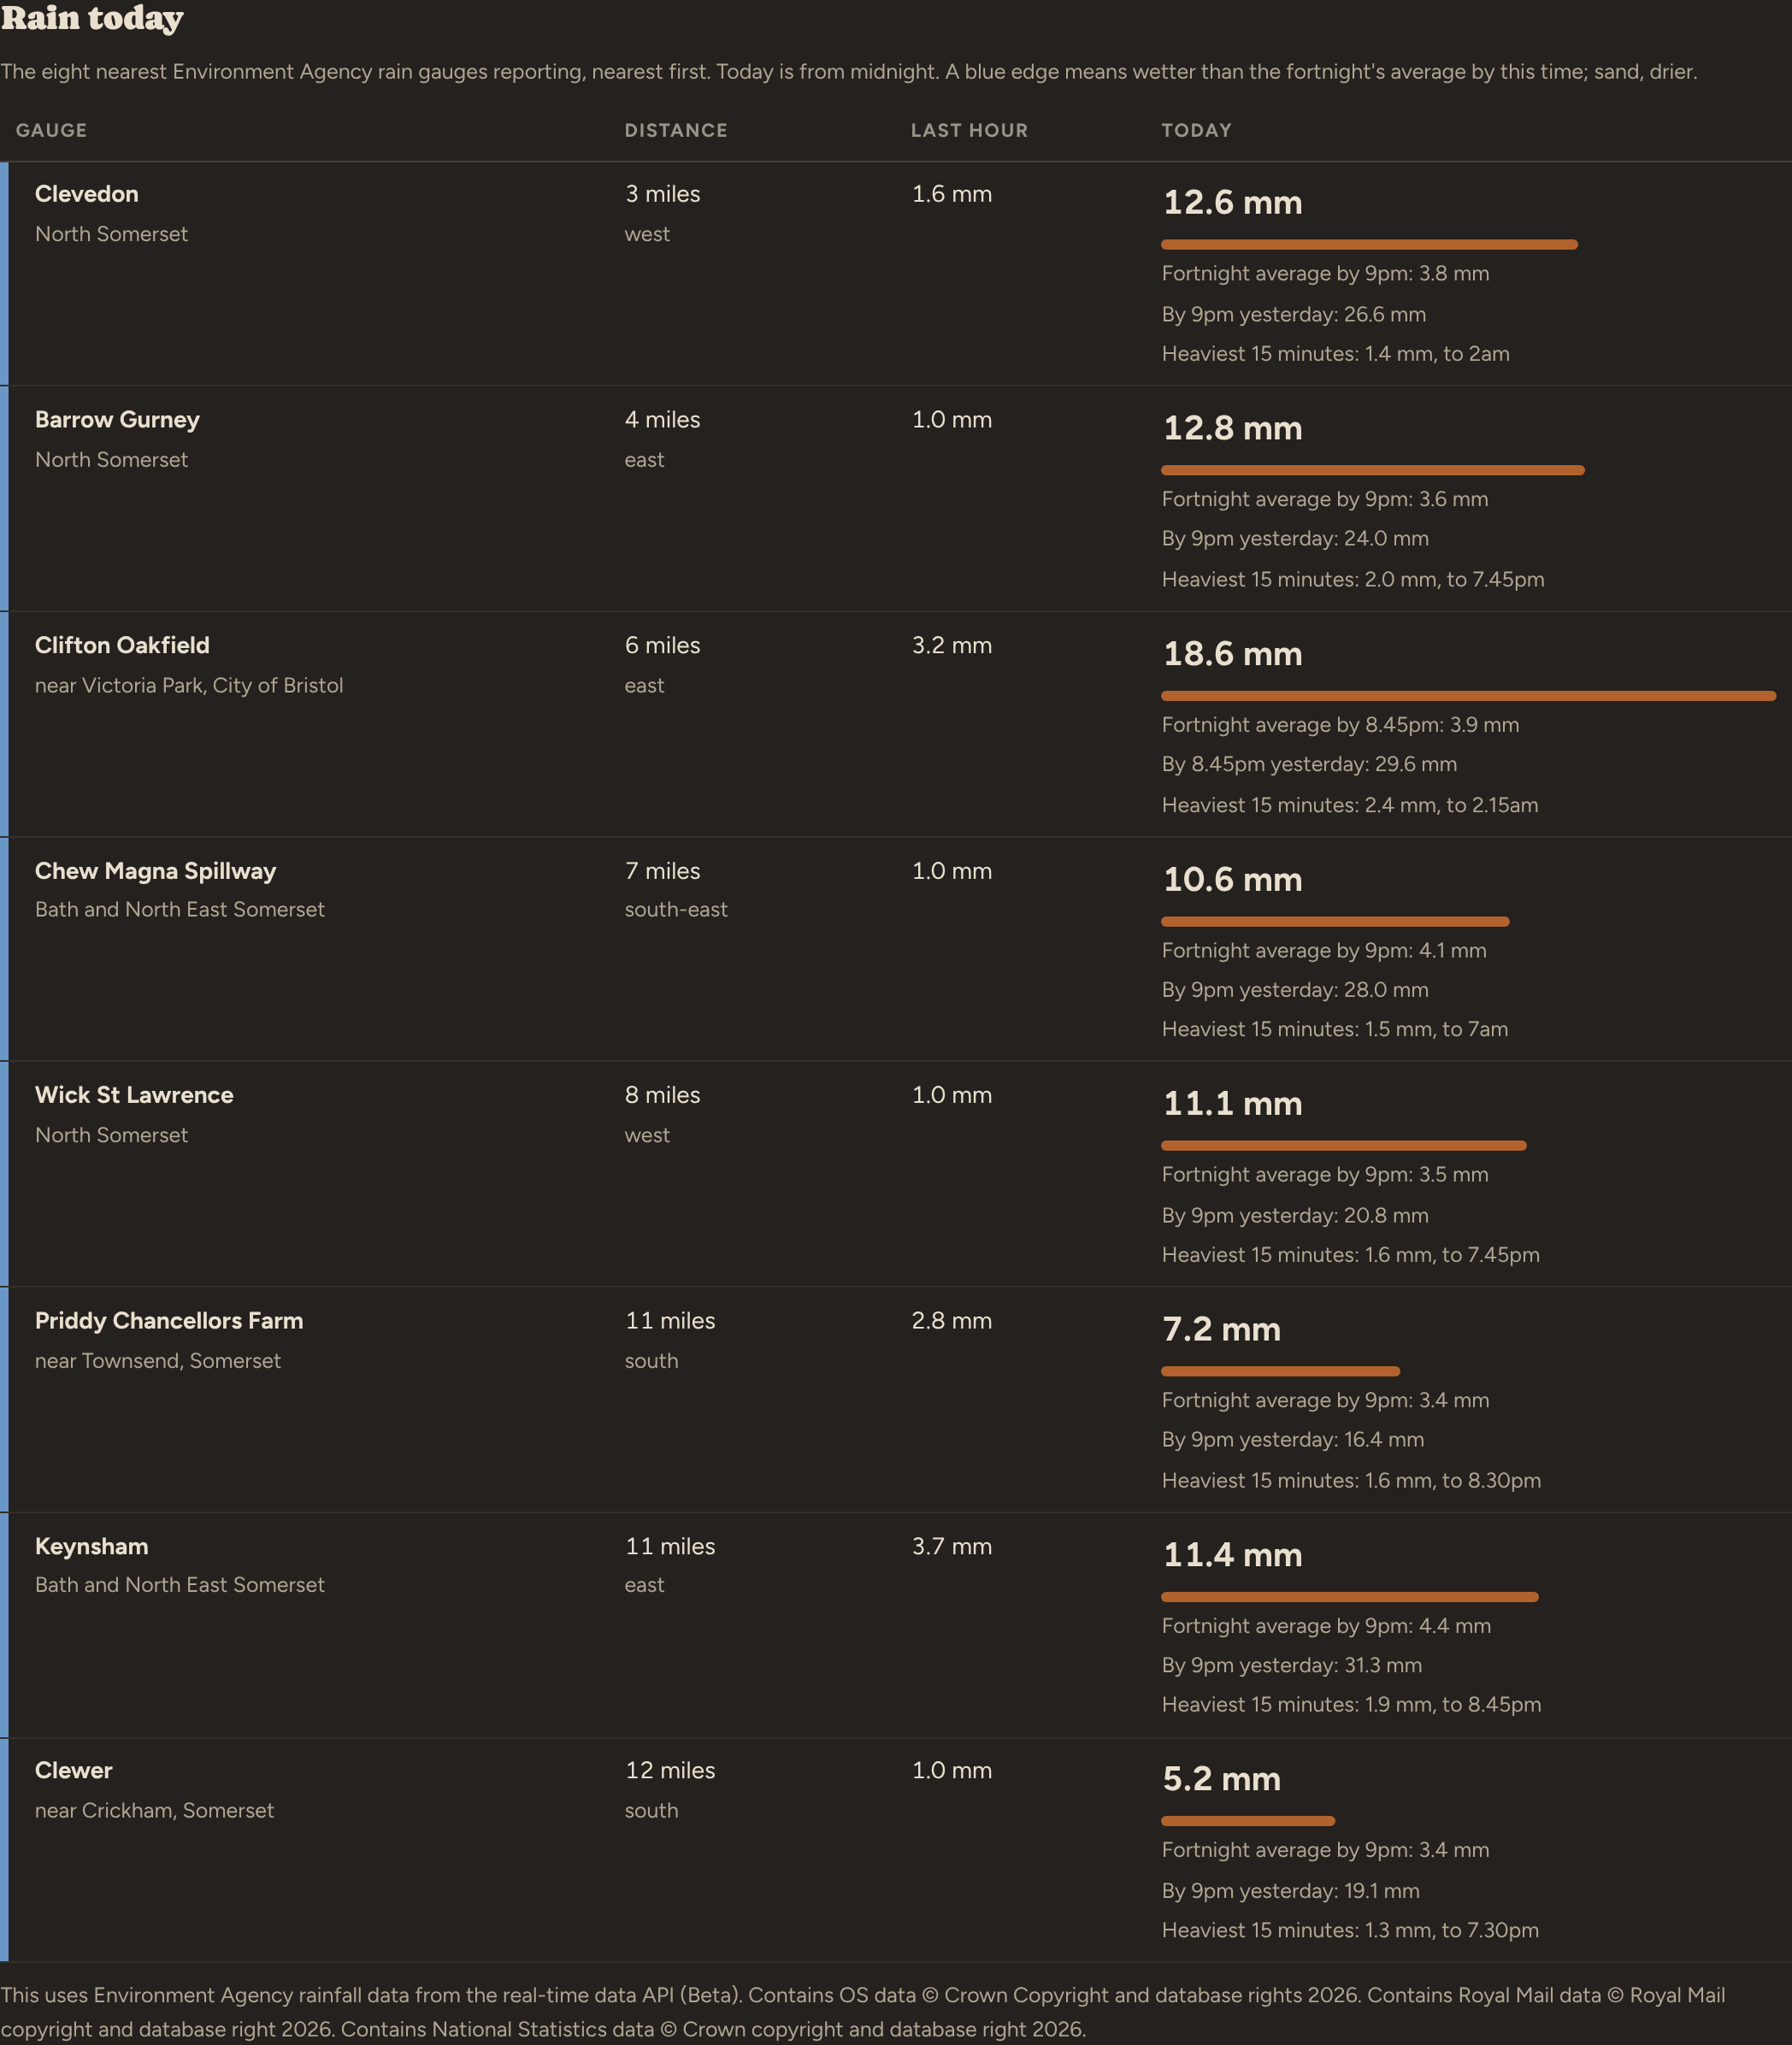 Rain today
The eight nearest Environment Agency rain gauges reporting, nearest first. Today is from midnight. A blue edge means wetter than the fortnight's average by this time; sand, drier.
GAUGE DISTANCE LAST HOUR TODAY
Clevedon 3 miles 1.6 mm 12.6 mm
North Somerset west
Fortnight average by 9pm: 3.8 mm
By 9pm yesterday: 26.6 mm
Heaviest 15 minutes: 1.4 mm, to 2am
Barrow Gurney 4 miles 1.0 mm 12.8 mm
North Somerset east
Fortnight average by 9pm: 3.6 mm
By 9pm yesterday: 24.0 mm
Heaviest 15 minutes: 2.0 mm, to 7.45pm
Clifton Oakfield 6 miles 3.2 mm 18.6 mm
near Victoria Park, City of Bristol east
Fortnight average by 8.45pm: 3.9 mm
By 8.45pm yesterday: 29.6 mm
Heaviest 15 minutes: 2.4 mm, to 2.15am
Chew Magna Spillway 7 miles 1.0 mm 10.6 mm
Bath and North East Somerset south-east
Fortnight average by 9pm: 4.1 mm
By 9pm yesterday: 28.0 mm
Heaviest 15 minutes: 1.5 mm, to 7am
Wick St Lawrence 8 miles 1.0 mm 11.1 mm
North Somerset west
Fortnight average by 9pm: 3.5 mm
By 9pm yesterday: 20.8 mm
Heaviest 15 minutes: 1.6 mm, to 7.45pm
Priddy Chancellors Farm 11 miles 2.8 mm 7.2 mm
near Townsend, Somerset south
Fortnight average by 9pm: 3.4 mm
By 9pm yesterday: 16.4 mm
Heaviest 15 minutes: 1.6 mm, to 8.30pm
Keynsham 11 miles 3.7 mm 11.4 mm
Bath and North East Somerset east
Fortnight average by 9pm: 4.4 mm
By 9pm yesterday: 31.3 mm
Heaviest 15 minutes: 1.9 mm, to 8.45pm
Clewer 12 miles 1.0 mm 5.2 mm
near Crickham, Somerset south
Fortnight average by 9pm: 3.4 mm
By 9pm yesterday: 19.1 mm
Heaviest 15 minutes: 1.3 mm, to 7.30pm
This uses Environment Agency rainfall data from the real-time data API (Beta). Contains OS data © Crown Copyright and database rights 2026. Contains Royal Mail data © Royal Mail
copyright and database right 2026. Contains National Statistics data © Crown copyright and database right 2026.